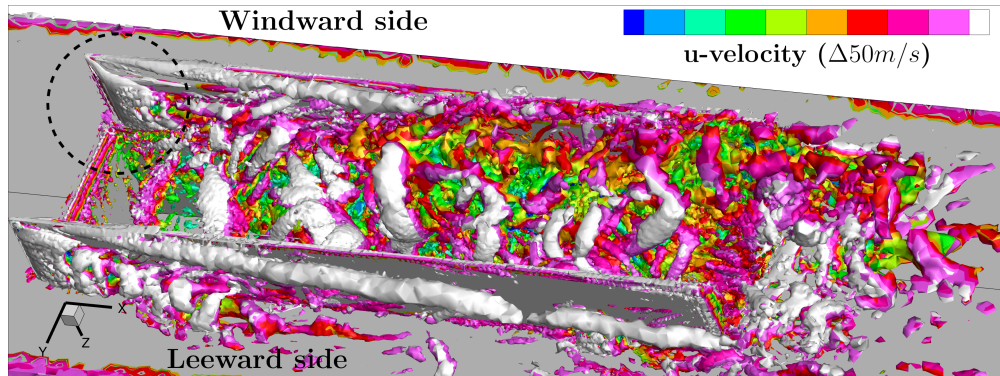 Windward side
u-velocity (Δ50m/s)
X
Y
Z
Leeward side